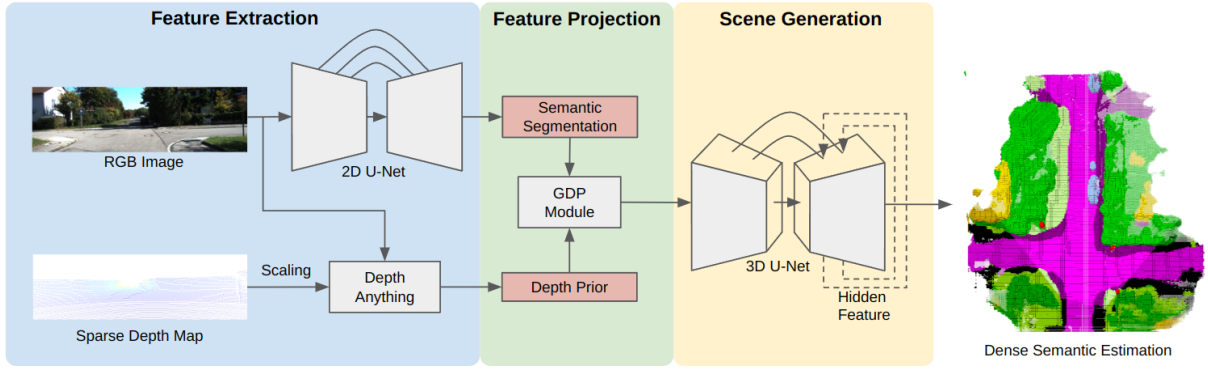 Feature Extraction
Feature Projection
Scene Generation
RGB Image
2D U-Net
Semantic
Segmentation
GDP
Module
3D U-Net
Scaling
Depth
Anything
Depth Prior
Hidden
Feature
Sparse Depth Map
Dense Semantic Estimation